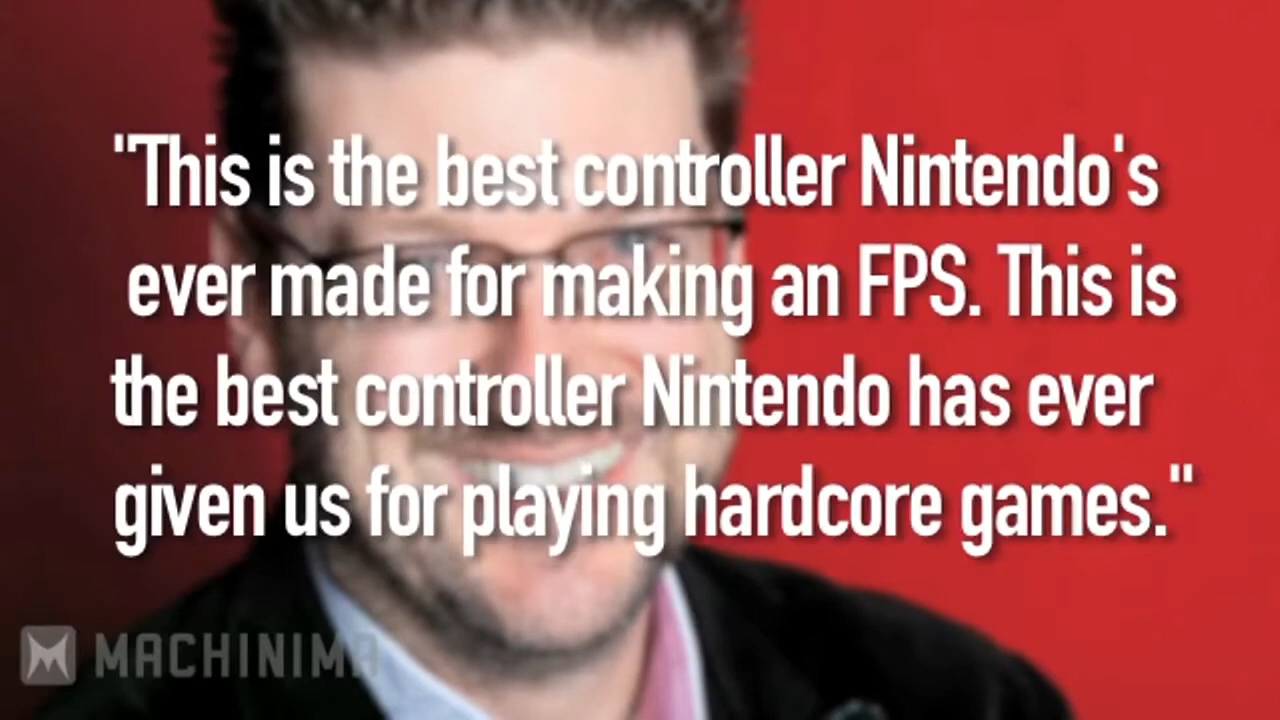 "This is the best controller Nintendo's
ever made for making an FPS. This is
the best controller Nintendo has ever
given us for playing hardcore games."
MACHINIMA